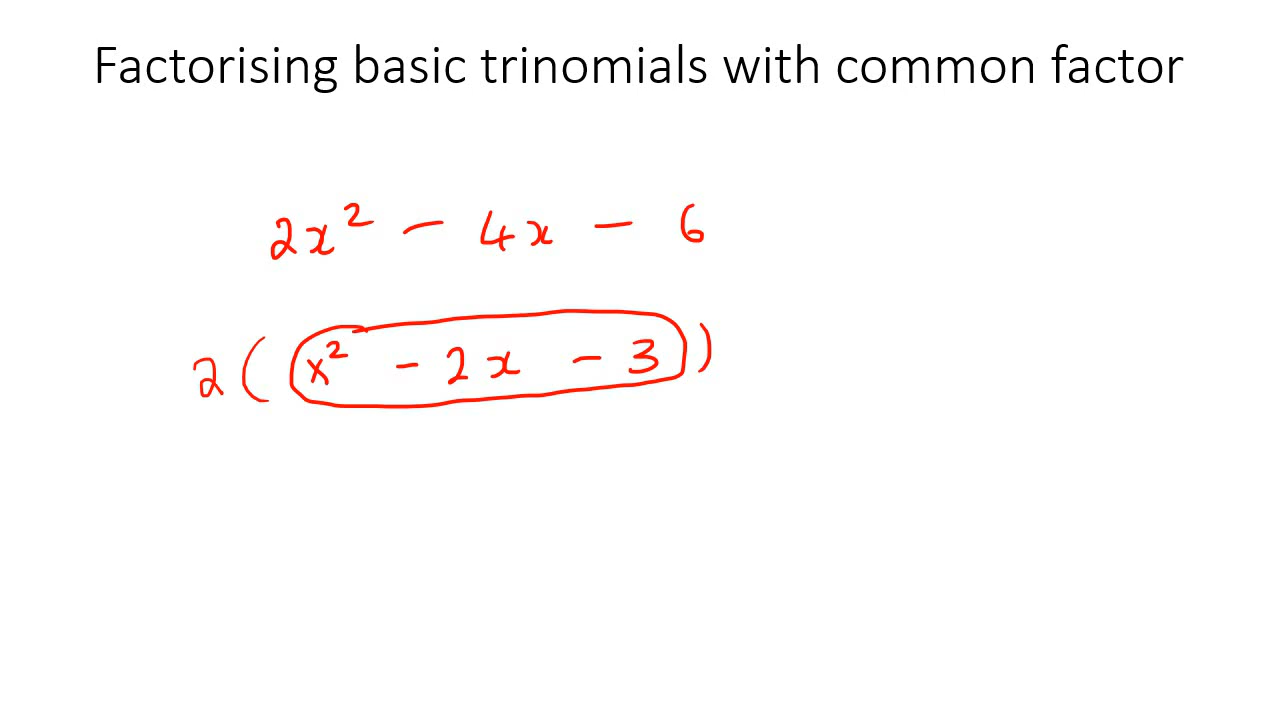 Factorising basic trinomials with common factor
2x² - 4x - 6
2(x² - 2x - 3)